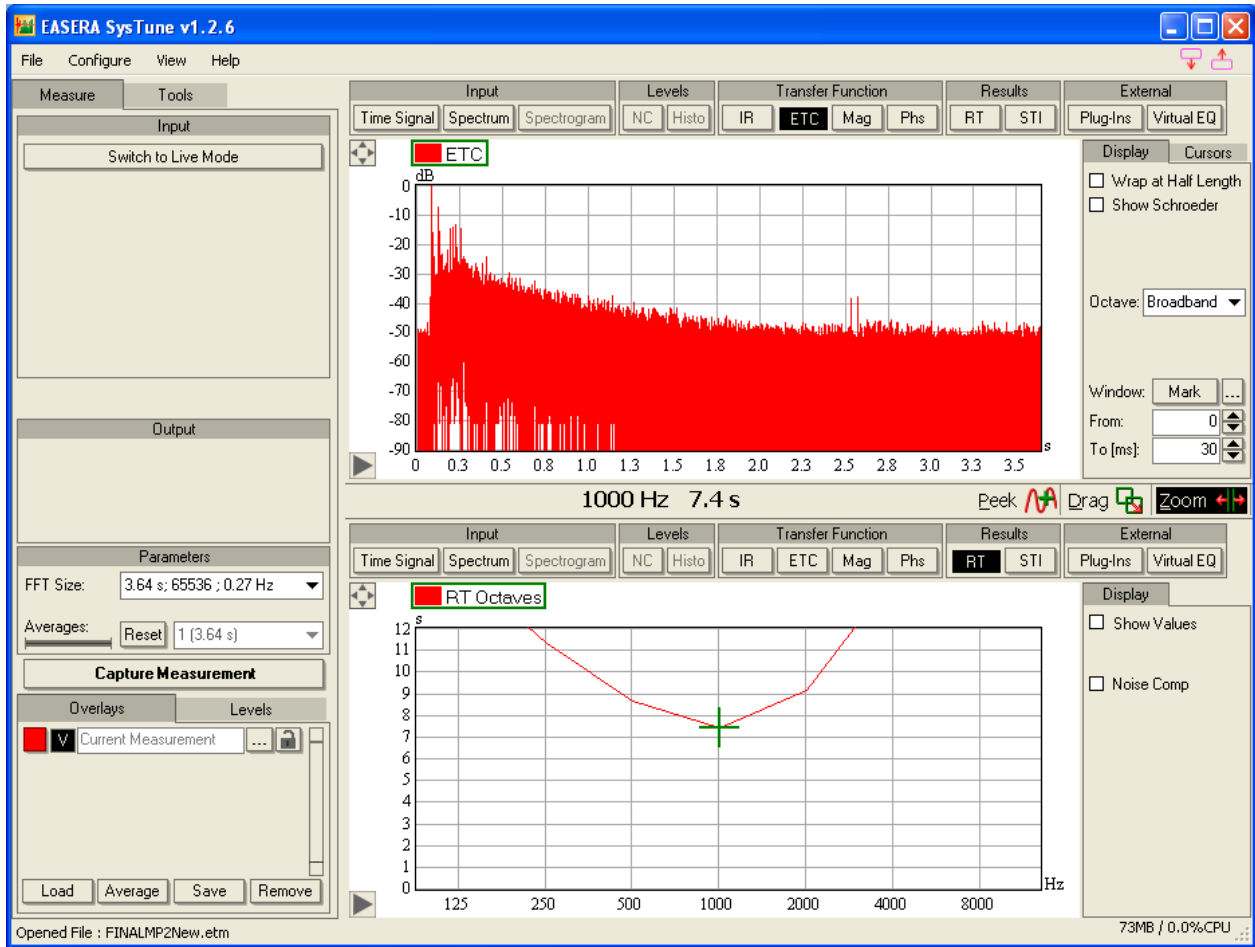 EASERA SysTune v1.2.6
File Configure View Help
Measure Tools
Input
Switch to Live Mode
Output
Parameters
FFT Size: 3.64 s; 65536 ; 0.27 Hz
Averages: Reset 1 (3.64 s)
Capture Measurement
Overlays Levels
V Current Measurement ...
Load Average Save Remove
Opened File : FINALMP2New.etm
Input Levels Transfer Function Results External
Time Signal Spectrum Spectrogram NC Histo IR ETC Mag Phs RT STI Plug-Ins Virtual EQ
ETC
dB
0
-10
-20
-30
-40
-50
-60
-70
-80
-90
s
0 0.3 0.5 0.8 1.0 1.3 1.5 1.8 2.0 2.3 2.5 2.8 3.0 3.3 3.5
Display Cursors
Wrap at Half Length
Show Schroeder
Octave: Broadband
Window: Mark ...
From: 0
To [ms]: 30
1000 Hz 7.4 s Peek Drag Zoom
Input Levels Transfer Function Results External
Time Signal Spectrum Spectrogram NC Histo IR ETC Mag Phs RT STI Plug-Ins Virtual EQ
RT Octaves
s
12
11
10
9
8
7
6
5
4
3
2
1
0
Hz
125 250 500 1000 2000 4000 8000
Display
Show Values
Noise Comp
73MB / 0.0%CPU